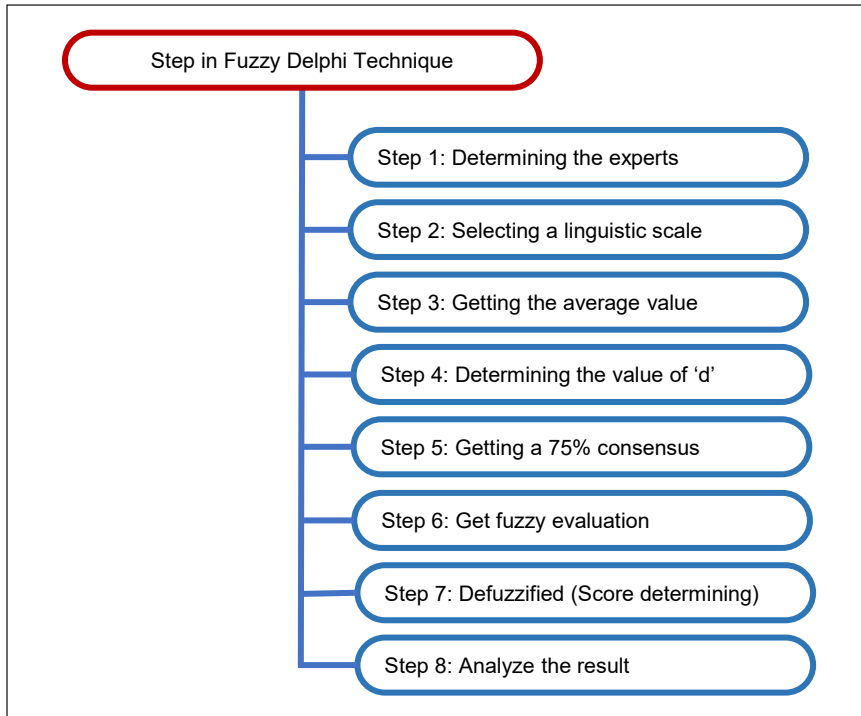 Step in Fuzzy Delphi Technique
Step 1: Determining the experts
Step 2: Selecting a linguistic scale
Step 3: Getting the average value
Step 4: Determining the value of ‘d’
Step 5: Getting a 75% consensus
Step 6: Get fuzzy evaluation
Step 7: Defuzzified (Score determining)
Step 8: Analyze the result